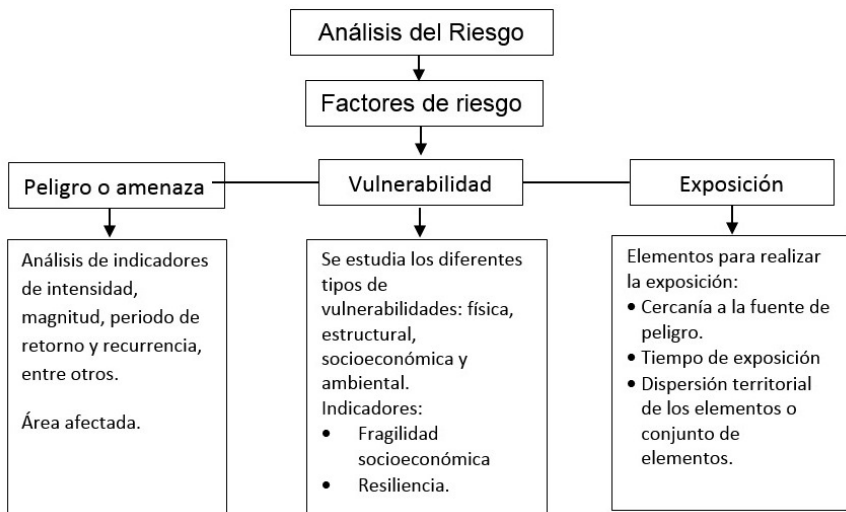 Análisis del Riesgo
Factores de riesgo
Peligro o amenaza
Vulnerabilidad
Exposición
Análisis de indicadores
de intensidad,
magnitud, periodo de
retorno y recurrencia,
entre otros.
Área afectada.
Se estudia los diferentes
tipos de
vulnerabilidades: física,
estructural,
socioeconómica y
ambiental.
Indicadores:
• Fragilidad
socioeconómica
• Resiliencia.
Elementos para realizar
la exposición:
• Cercanía a la fuente de
peligro.
• Tiempo de exposición
• Dispersión territorial
de los elementos o
conjunto de
elementos.